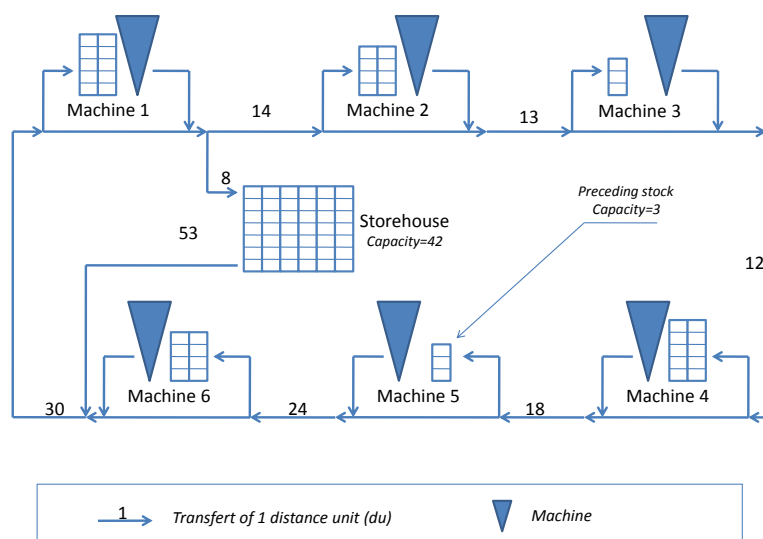 Machine 1
14
Machine 2
13
Machine 3
8
53
Storehouse
Capacity=42
Preceding stock
Capacity=3
12
30
Machine 6
24
Machine 5
18
Machine 4
1
Transfert of 1 distance unit (du)
Machine